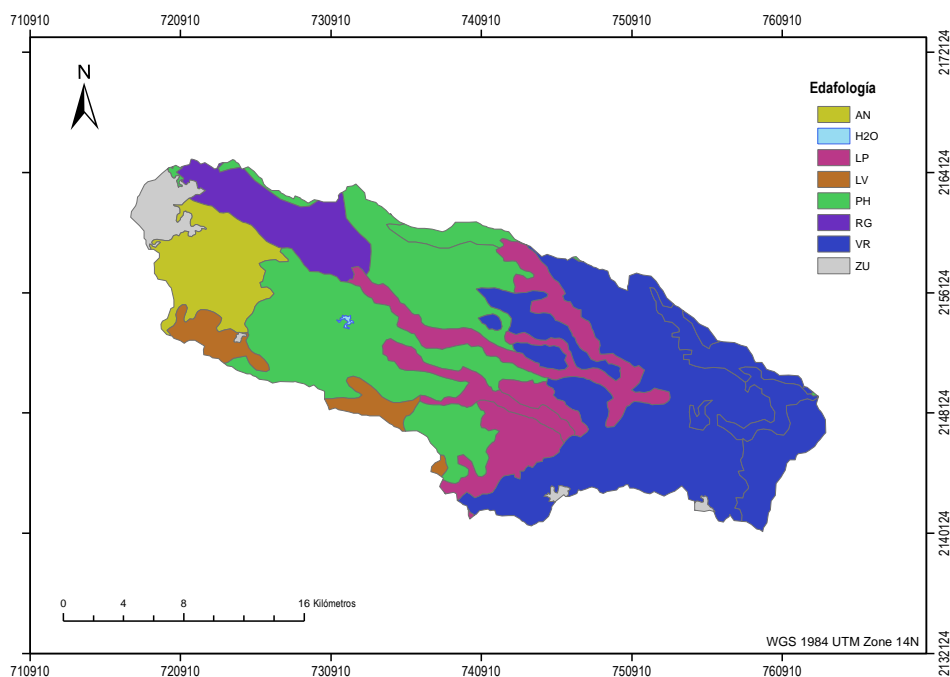 710910 720910 730910 740910 750910 760910
2172124
N
Edafología
AN
H2O
LP
LV
PH
RG
VR
ZU
2164124
2156124
2148124
2140124
0 4 8 16 Kilómetros
WGS 1984 UTM Zone 14N
2132124
710910 720910 730910 740910 750910 760910